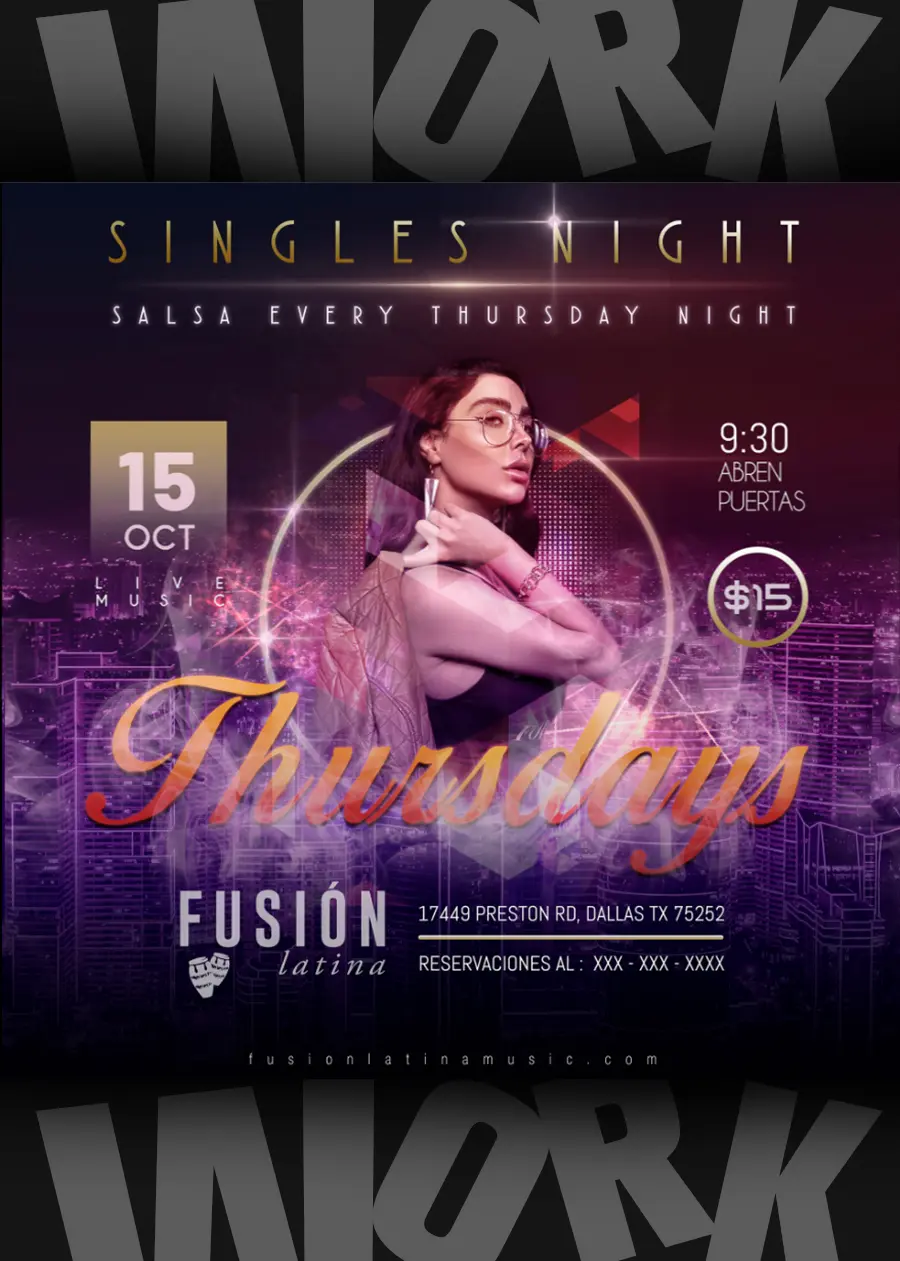 WORK
SINGLES NIGHT
SALSA EVERY THURSDAY NIGHT
15
OCT
LIVE
MUSIC
9:30
ABREN
PUERTAS
$15
Thursdays
FUSIÓN
latina
17449 PRESTON RD, DALLAS TX 75252
RESERVACIONES AL : XXX - XXX - XXXX
fusionlatinamusic.com
WORK